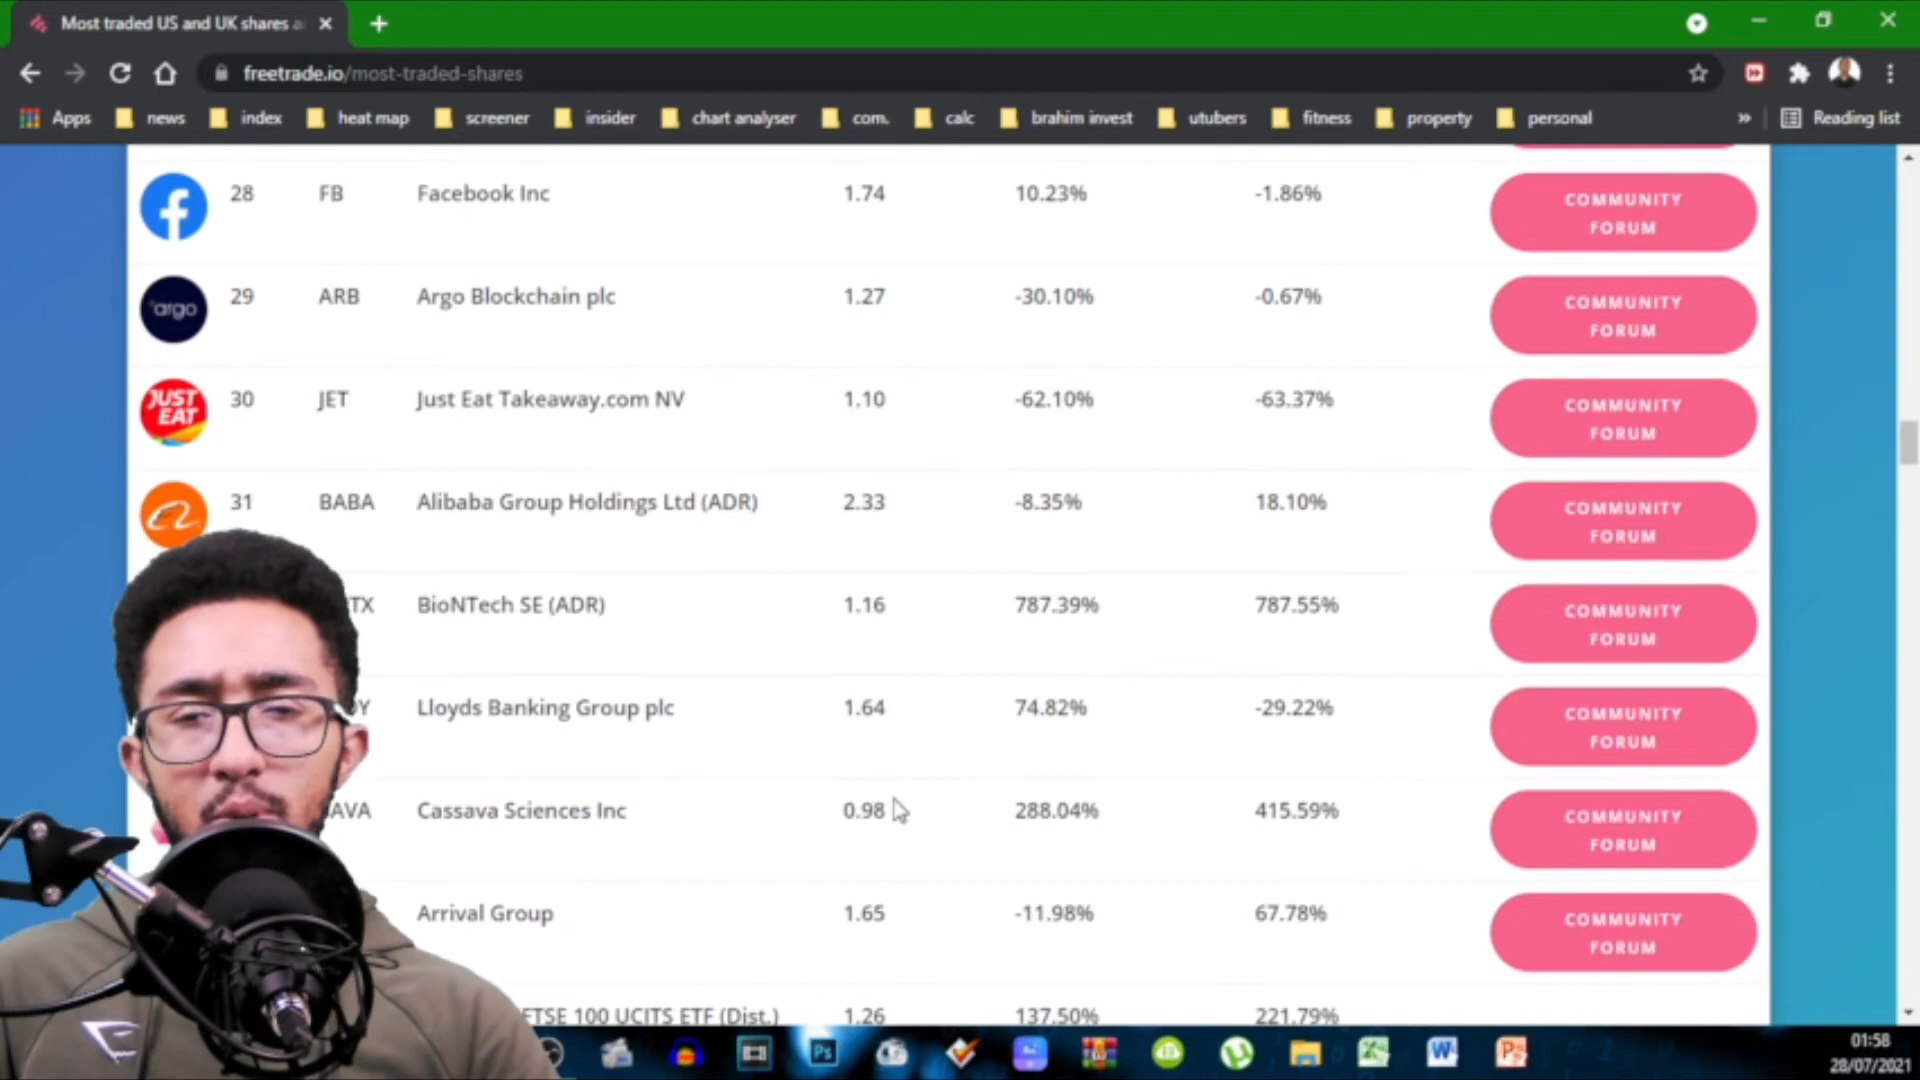 Most traded US and UK shares a
freetrade.io/most-traded-shares
Apps news index heat map screener insider chart analyser com. calc brahim invest utubers fitness property personal » Reading list
28 FB Facebook Inc 1.74 10.23% -1.86% COMMUNITY FORUM
argo 29 ARB Argo Blockchain plc 1.27 -30.10% -0.67% COMMUNITY FORUM
JUST EAT 30 JET Just Eat Takeaway.com NV 1.10 -62.10% -63.37% COMMUNITY FORUM
31 BABA Alibaba Group Holdings Ltd (ADR) 2.33 -8.35% 18.10% COMMUNITY FORUM
TX BioNTech SE (ADR) 1.16 787.39% 787.55% COMMUNITY FORUM
Y Lloyds Banking Group plc 1.64 74.82% -29.22% COMMUNITY FORUM
AVA Cassava Sciences Inc 0.98 288.04% 415.59% COMMUNITY FORUM
Arrival Group 1.65 -11.98% 67.78% COMMUNITY FORUM
FTSE 100 UCITS ETF (Dist.) 1.26 137.50% 221.79%
Ps
W
P
01:58
28/07/2021